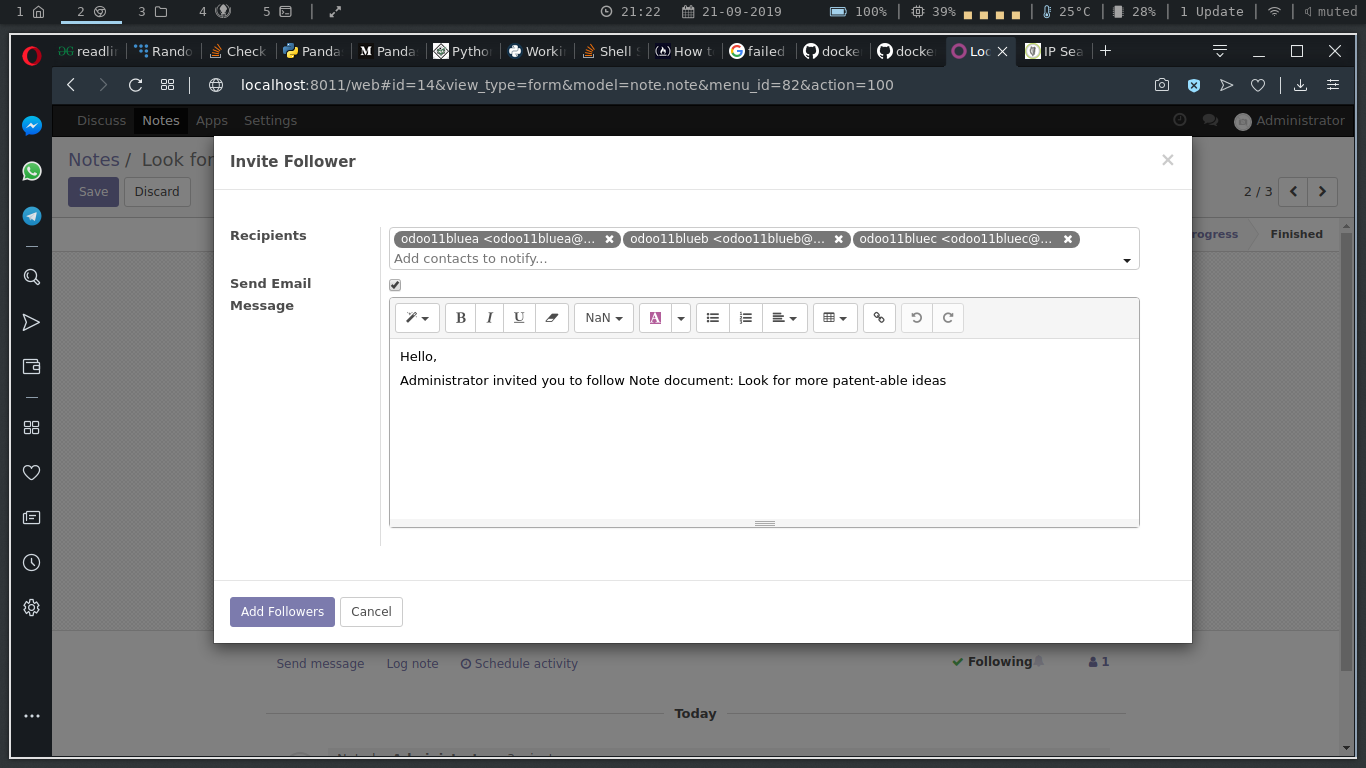 1 2 3 4 5 21:22 21-09-2019 100% 39% 25°C 28% 1 Update muted
readlin Rando Check Panda Panda Pytho Worki Shell S How t failed docke docke Loo IP Sea
localhost:8011/web#id=14&view_type=form&model=note.note&menu_id=82&action=100
Discuss Notes Apps Settings Administrator
Notes / Look for
Save Discard 2 / 3
rogress Finished
Invite Follower ×
Recipients odoo11bluea <odoo11bluea@... odoo11blueb <odoo11blueb@... odoo11bluec <odoo11bluec@...
Add contacts to notify...
Send Email
Message
B I U NaN A
Hello,
Administrator invited you to follow Note document: Look for more patent-able ideas
Add Followers Cancel
Send message Log note Schedule activity Following 1
Today